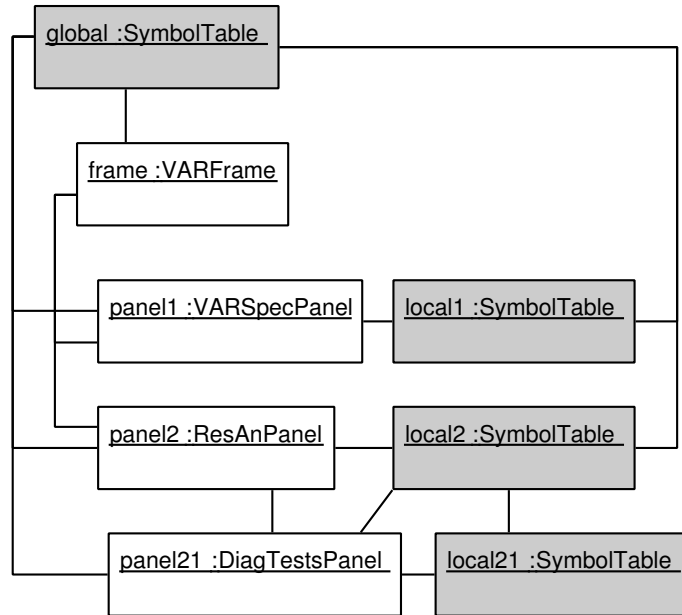 global :SymbolTable
frame :VARFrame
panel1 :VARSpecPanel
local1 :SymbolTable
panel2 :ResAnPanel
local2 :SymbolTable
panel21 :DiagTestsPanel
local21 :SymbolTable